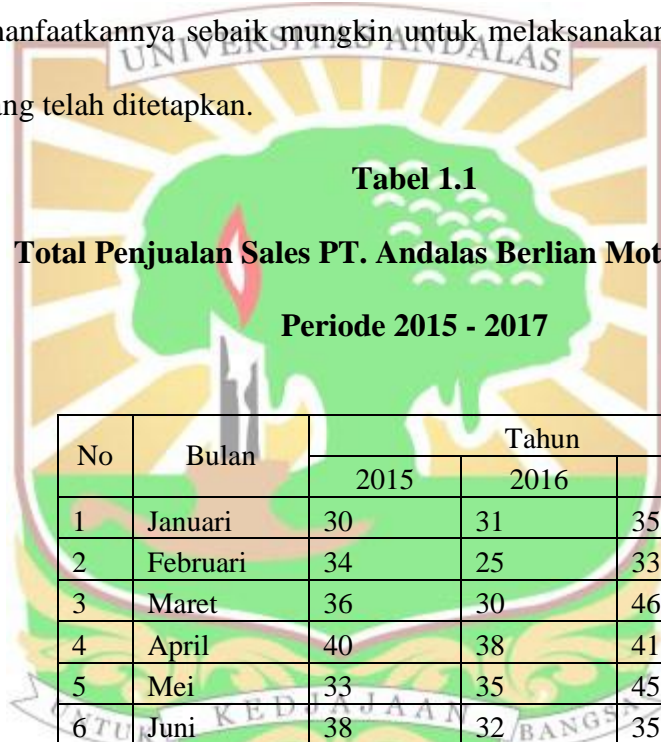 manfaatkannya sebaik mungkin untuk melaksanakan
UNIVERSITAS ANDALAS
ang telah ditetapkan.
Tabel 1.1
Total Penjualan Sales PT. Andalas Berlian Mot
Periode 2015 - 2017
No Bulan Tahun
2015 2016
1 Januari 30 31 35
2 Februari 34 25 33
3 Maret 36 30 46
4 April 40 38 41
5 Mei 33 35 45
6 Juni 38 32 35
UNTUK KEDJAJAAN BANGSA